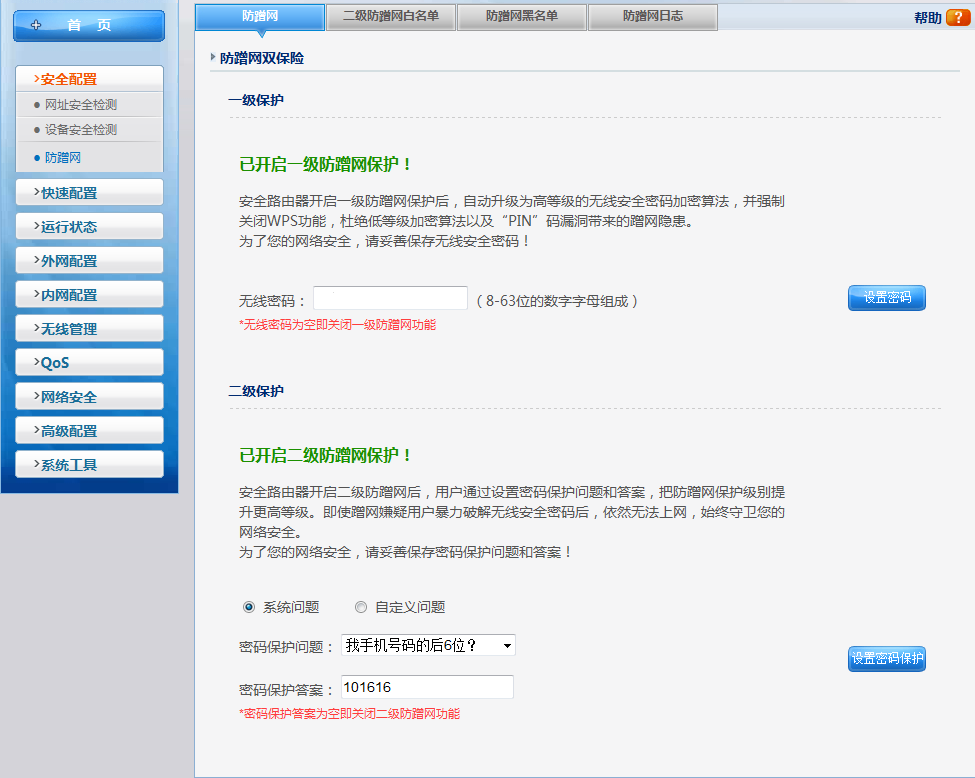 首 页
>安全配置
● 网址安全检测
● 设备安全检测
● 防蹭网
>快速配置
>运行状态
>外网配置
>内网配置
>无线管理
>QoS
>网络安全
>高级配置
>系统工具
防蹭网 二级防蹭网白名单 防蹭网黑名单 防蹭网日志 帮助 ?
防蹭网双保险
一级保护
已开启一级防蹭网保护！
安全路由器开启一级防蹭网保护后，自动升级为高等级的无线安全密码加密算法，并强制
关闭WPS功能，杜绝低等级加密算法以及“PIN”码漏洞带来的蹭网隐患。
为了您的网络安全，请妥善保存无线安全密码！
无线密码： （8-63位的数字字母组成） 设置密码
*无线密码为空即关闭一级防蹭网功能
二级保护
已开启二级防蹭网保护！
安全路由器开启二级防蹭网后，用户通过设置密码保护问题和答案，把防蹭网保护级别提
升更高等级。即使蹭网嫌疑用户暴力破解无线安全密码后，依然无法上网，始终守卫您的
网络安全。
为了您的网络安全，请妥善保存密码保护问题和答案！
系统问题 自定义问题
密码保护问题： 我手机号码的后6位？
设置密码保护
密码保护答案： 101616
*密码保护答案为空即关闭二级防蹭网功能